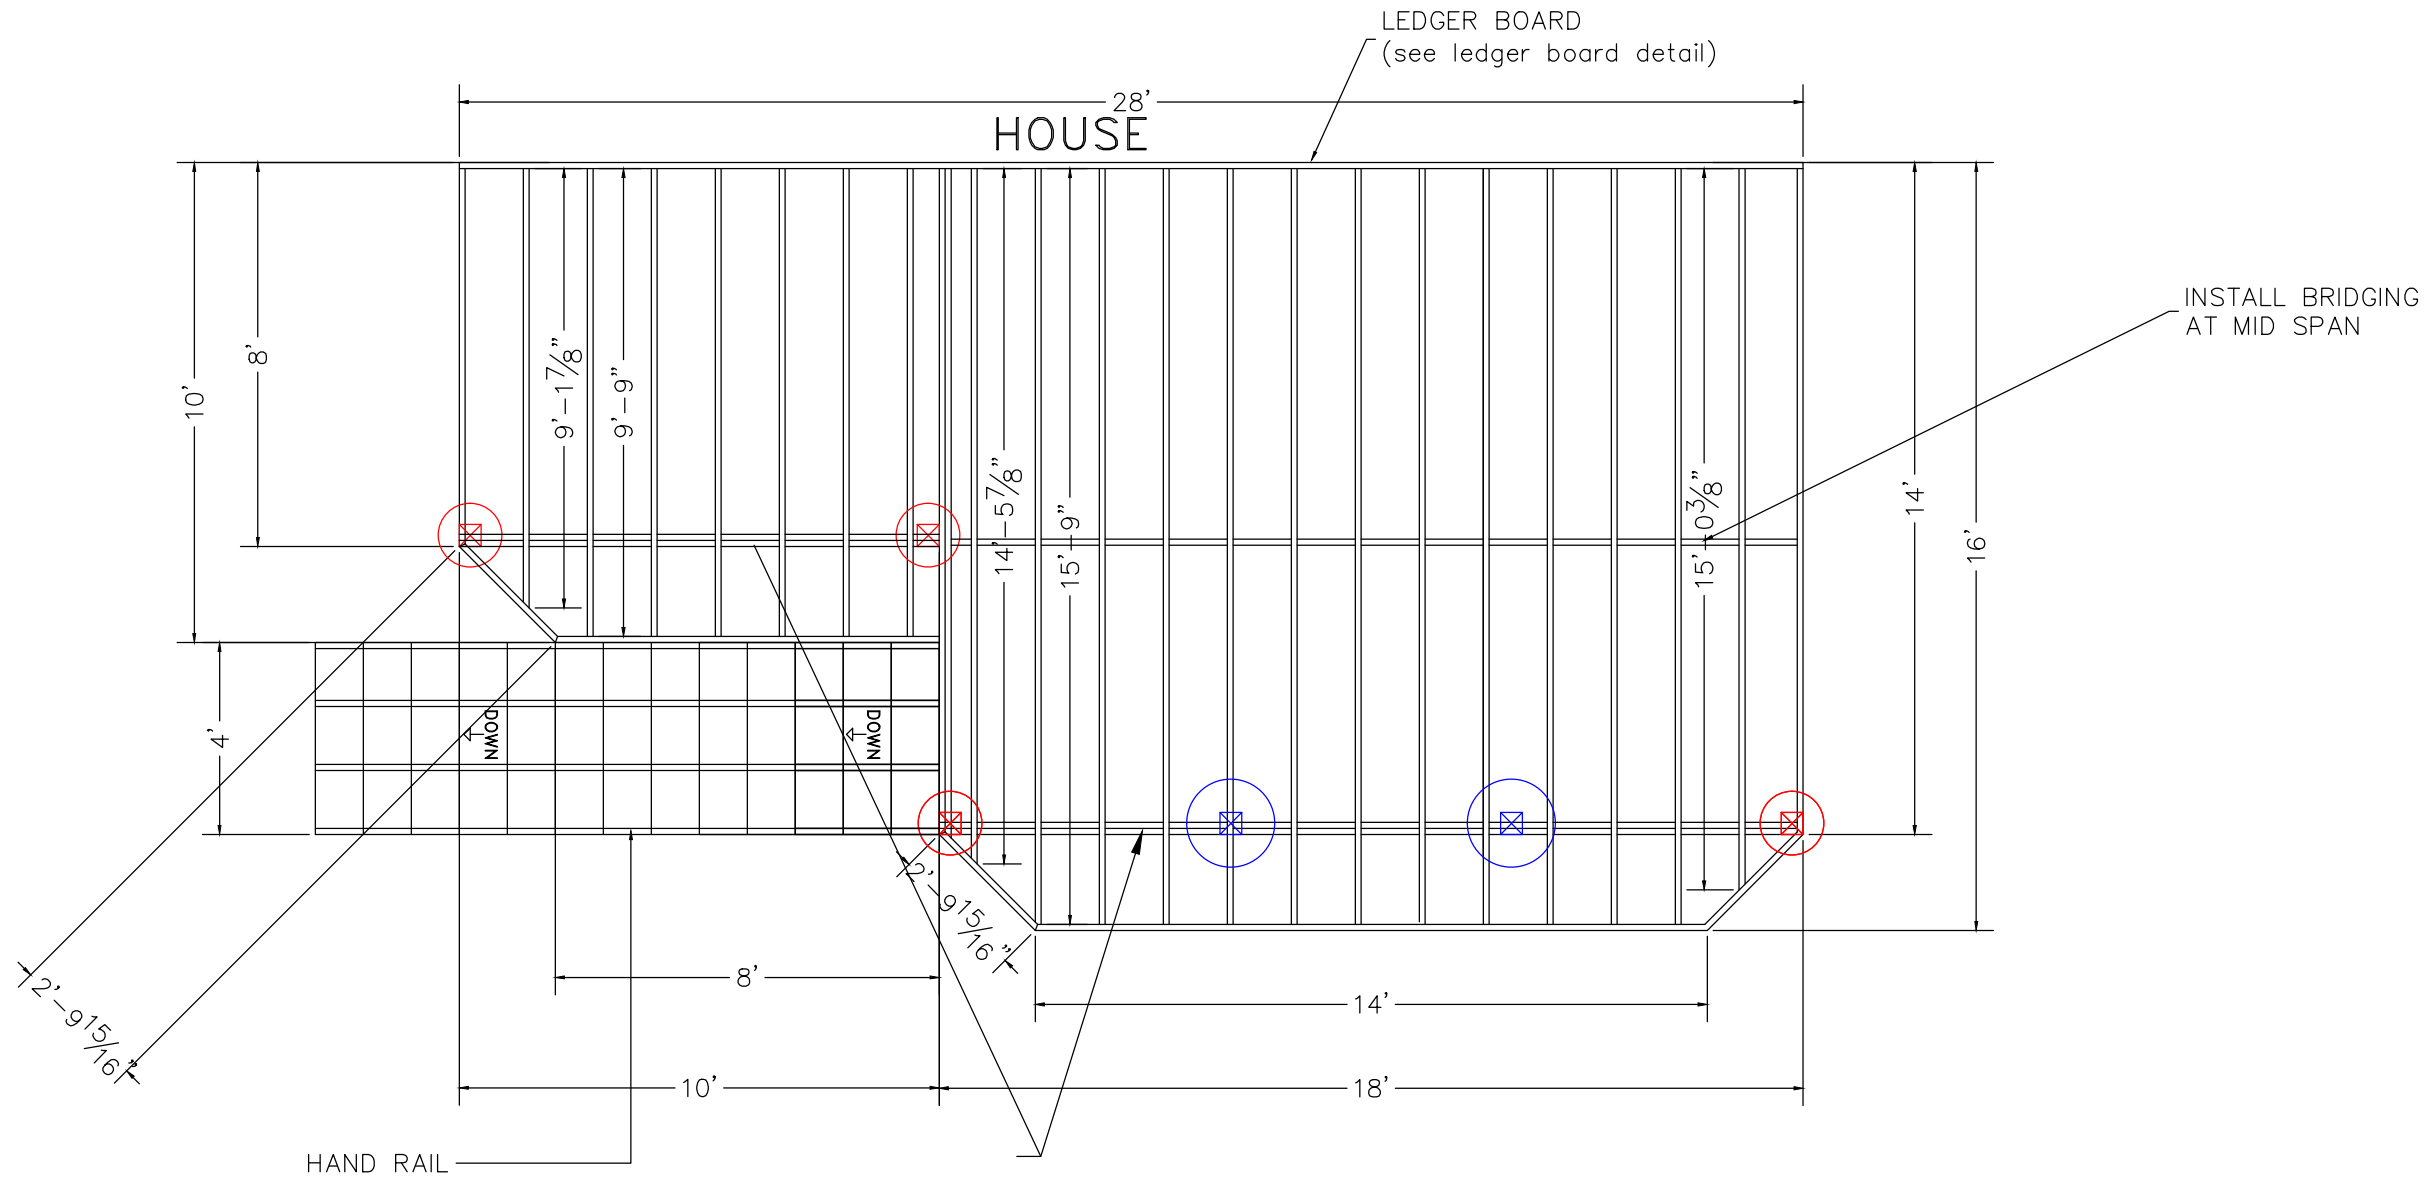 LEDGER BOARD
(see ledger board detail)
28'
HOUSE
INSTALL BRIDGING
AT MID SPAN
8'
10'
9'-1 7/8"
9'-9"
14'-5 7/8"
15'-9"
15'-0 3/8"
14'
16'
4'
DOWN
DOWN
2'-9 15/16"
2'-9 15/16"
8'
14'
10'
18'
HAND RAIL